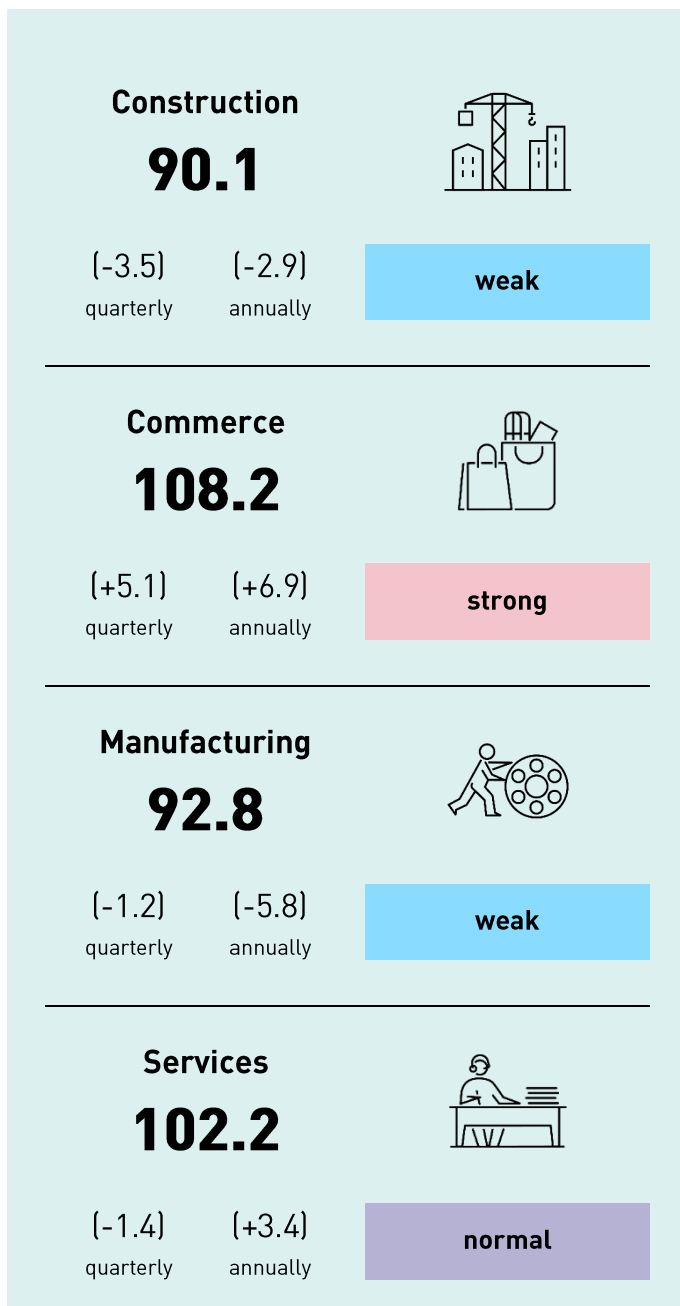 Construction
90.1
(-3.5) (-2.9)
quarterly annually
weak
Commerce
108.2
(+5.1) (+6.9)
quarterly annually
strong
Manufacturing
92.8
(-1.2) (-5.8)
quarterly annually
weak
Services
102.2
(-1.4) (+3.4)
quarterly annually
normal